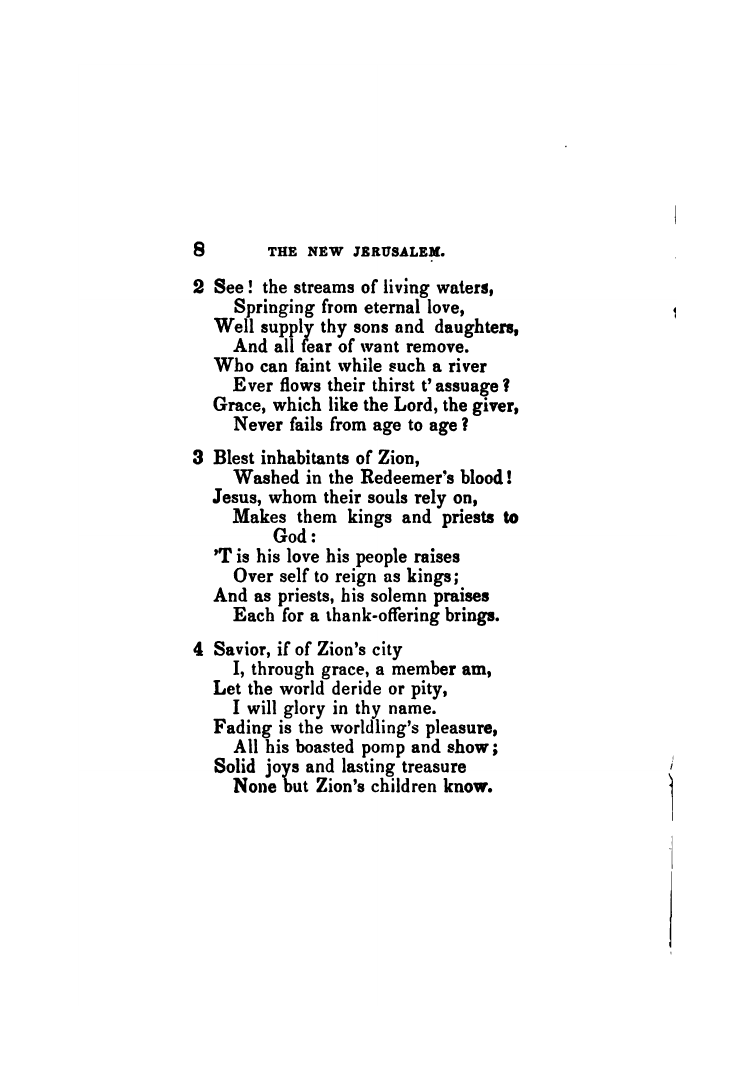 8 THE NEW JERUSALEM.
2 See ! the streams of living waters,
Springing from eternal love,
Well supply thy sons and daughters,
And all fear of want remove.
Who can faint while such a river
Ever flows their thirst t' assuage ?
Grace, which like the Lord, the giver,
Never fails from age to age ?
3 Blest inhabitants of Zion,
Washed in the Redeemer's blood !
Jesus, whom their souls rely on,
Makes them kings and priests to
God :
'T is his love his people raises
Over self to reign as kings ;
And as priests, his solemn praises
Each for a thank-offering brings.
4 Savior, if of Zion's city
I, through grace, a member am,
Let the world deride or pity,
I will glory in thy name.
Fading is the worldling's pleasure,
All his boasted pomp and show ;
Solid joys and lasting treasure
None but Zion's children know.